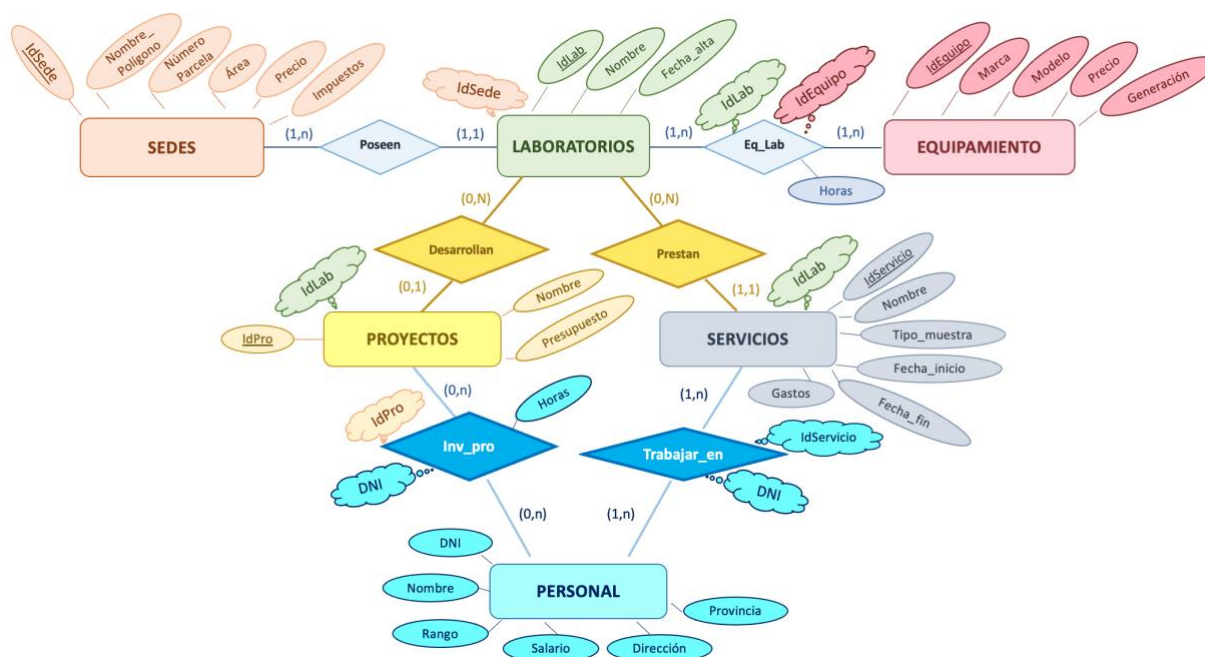 IdSede
Nombre_
Polígono
Número
Parcela
Área
Precio
Impuestos
IdSede
IdLab
Nombre
Fecha_alta
IdLab
IdEquipo
IdEquipo
Marca
Modelo
Precio
Generación
SEDES
(1,n)
Poseen
(1,1)
LABORATORIOS
(1,n)
Eq_Lab
(1,n)
EQUIPAMIENTO
Horas
(0,N)
(0,N)
Desarrollan
Prestan
IdLab
(0,1)
Nombre
Presupuesto
IdPro
PROYECTOS
(1,1)
IdLab
IdServicio
Nombre
Tipo_muestra
SERVICIOS
Fecha_inicio
Gastos
Fecha_fin
(0,n)
Horas
(1,n)
IdPro
Inv_pro
DNI
Trabajar_en
IdServicio
DNI
(0,n)
(1,n)
DNI
Nombre
PERSONAL
Provincia
Rango
Salario
Dirección